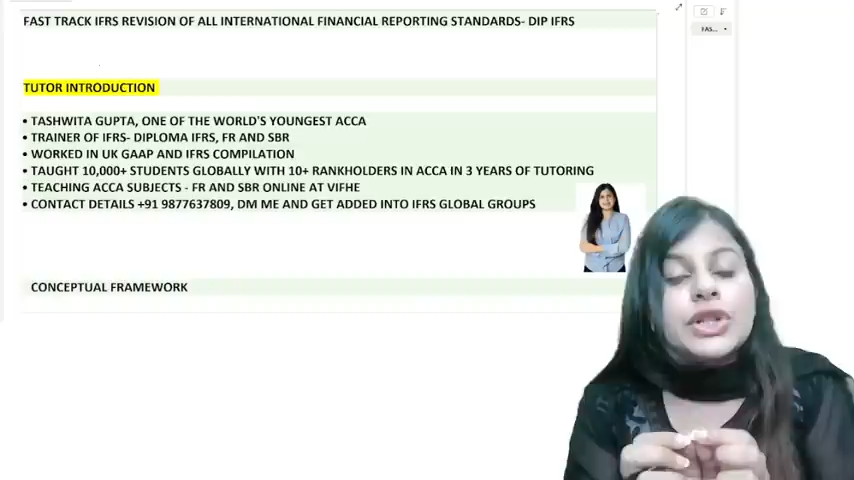 FAST TRACK IFRS REVISION OF ALL INTERNATIONAL FINANCIAL REPORTING STANDARDS- DIP IFRS
FAS...
TUTOR INTRODUCTION
• TASHWITA GUPTA, ONE OF THE WORLD'S YOUNGEST ACCA
• TRAINER OF IFRS- DIPLOMA IFRS, FR AND SBR
• WORKED IN UK GAAP AND IFRS COMPILATION
• TAUGHT 10,000+ STUDENTS GLOBALLY WITH 10+ RANKHOLDERS IN ACCA IN 3 YEARS OF TUTORING
• TEACHING ACCA SUBJECTS - FR AND SBR ONLINE AT VIFHE
• CONTACT DETAILS +91 9877637809, DM ME AND GET ADDED INTO IFRS GLOBAL GROUPS
CONCEPTUAL FRAMEWORK